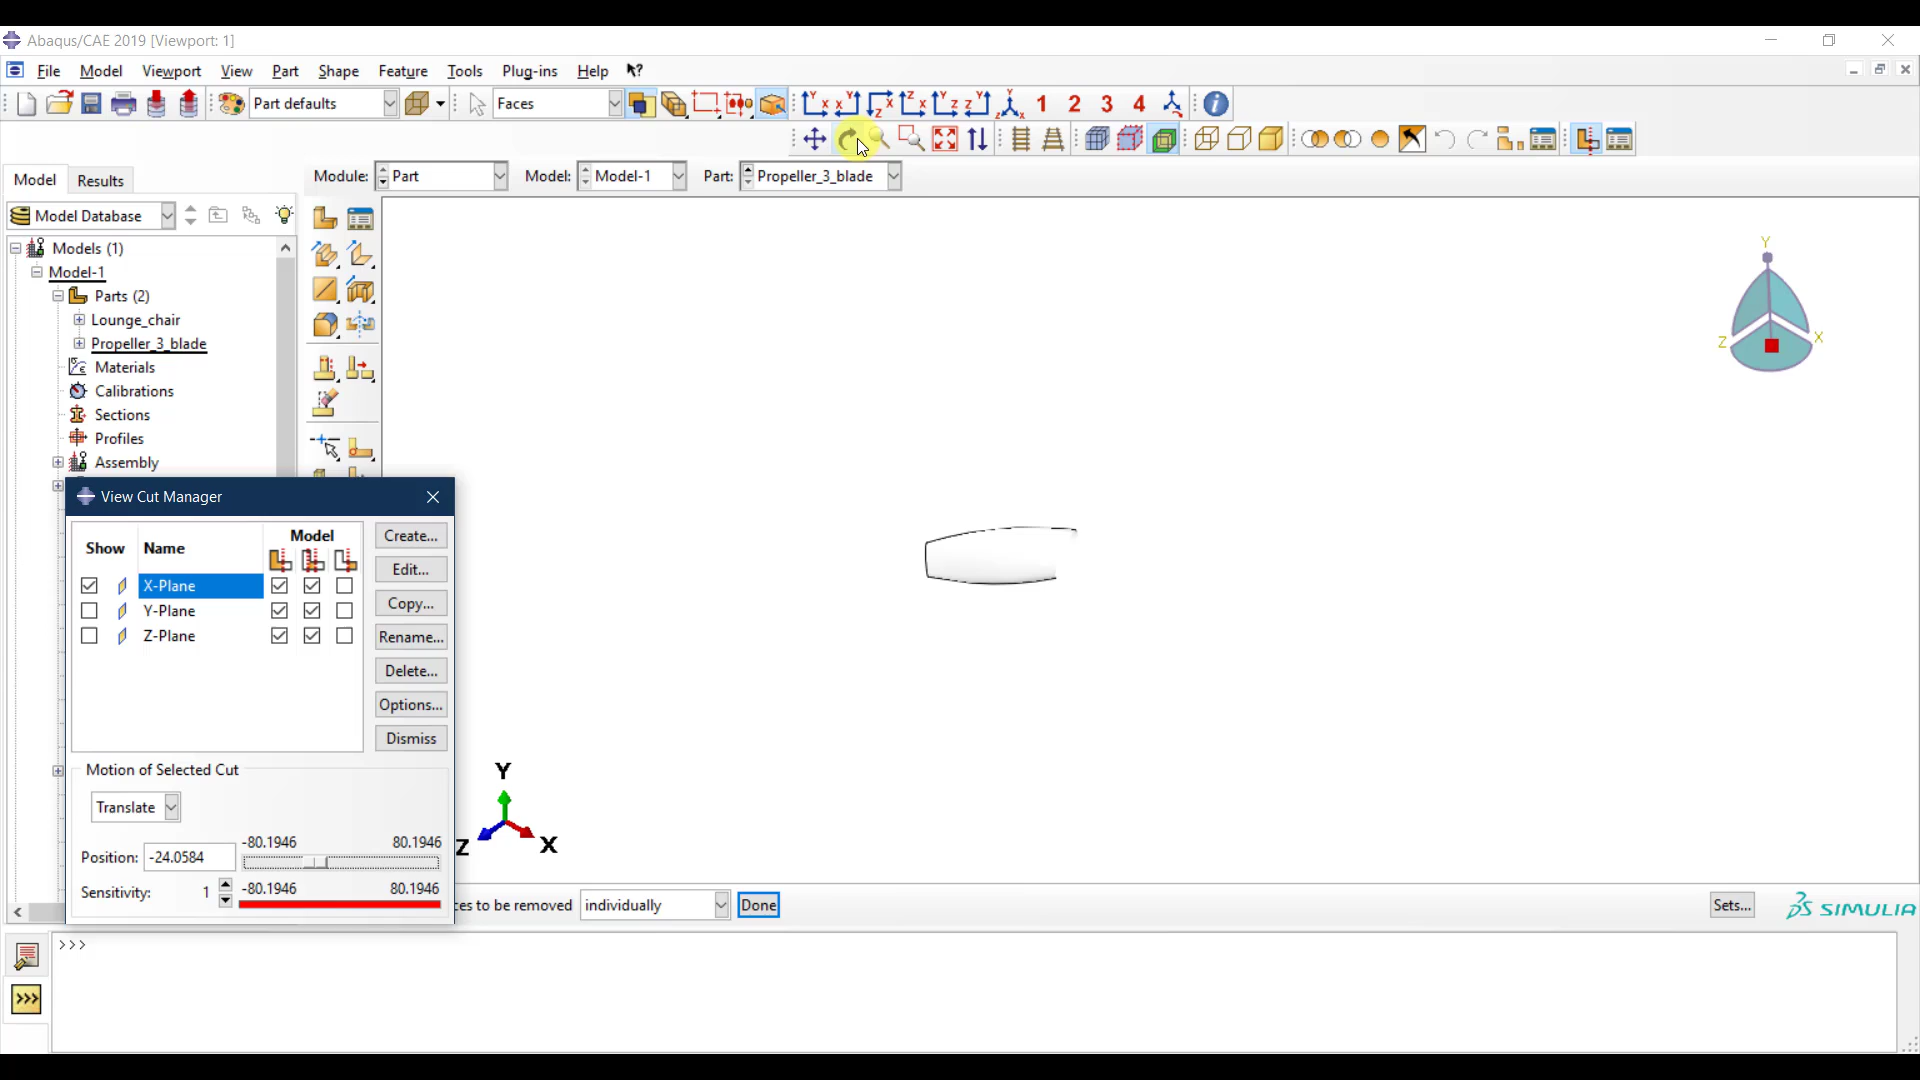 Abaqus/CAE 2019 [Viewport: 1]
File Model Viewport View Part Shape Feature Tools Plug-ins Help
Part defaults Faces 1 2 3 4
Model Results
Module: Part Model: Model-1 Part: Propeller_3_blade
Model Database
Models (1)
Model-1
Parts (2)
Lounge_chair
Propeller_3_blade
Materials
Calibrations
Sections
Profiles
Assembly
Y
Z
X
View Cut Manager
Show Name Model
X-Plane
Y-Plane
Z-Plane
Create...
Edit...
Copy...
Rename...
Delete...
Options...
Dismiss
Motion of Selected Cut
Translate
-80.1946 80.1946
Position: -24.0584
Sensitivity: 1 -80.1946 80.1946
Y
Z
X
ces to be removed individually Done
Sets...
SIMULIA
>>>
>>>